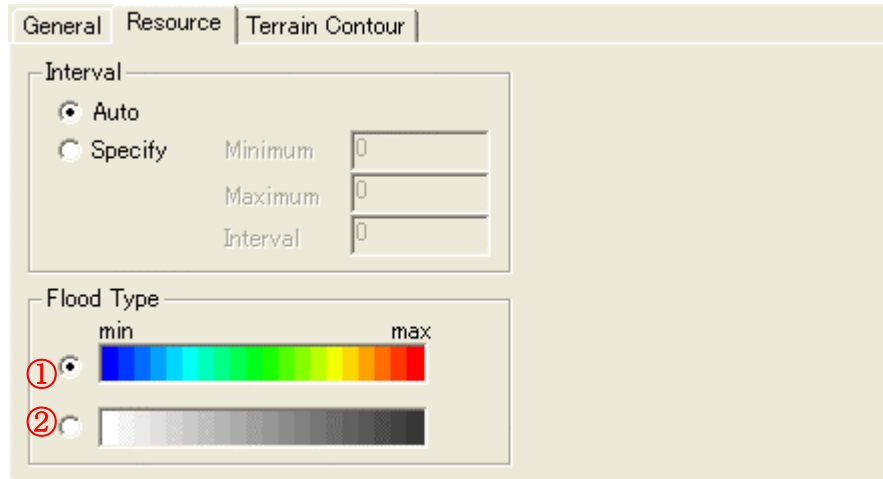 General Resource Terrain Contour
Interval
Auto
Specify Minimum 0
Maximum 0
Interval 0
Flood Type
min max
①
②